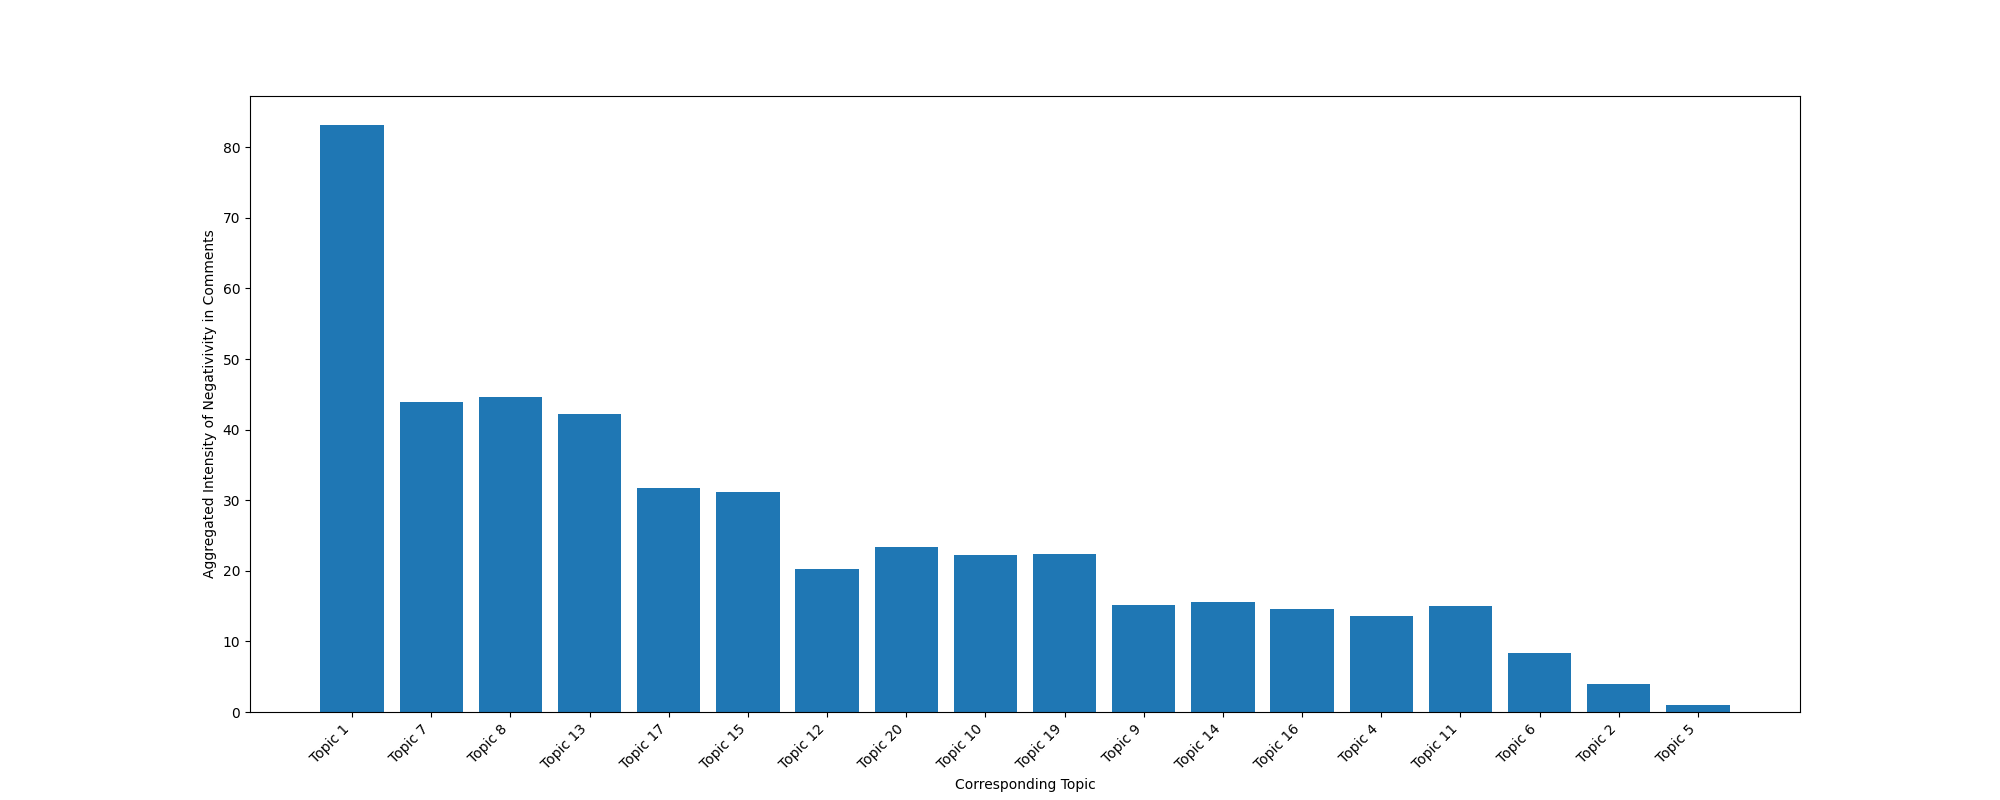 Aggregated Intensity of Negativivity in Comments
80
70
60
50
40
30
20
10
0
Topic 1
Topic 7
Topic 8
Topic 13
Topic 17
Topic 15
Topic 12
Topic 20
Topic 10
Topic 19
Topic 9
Topic 14
Topic 16
Topic 4
Topic 11
Topic 6
Topic 2
Topic 5
Corresponding Topic